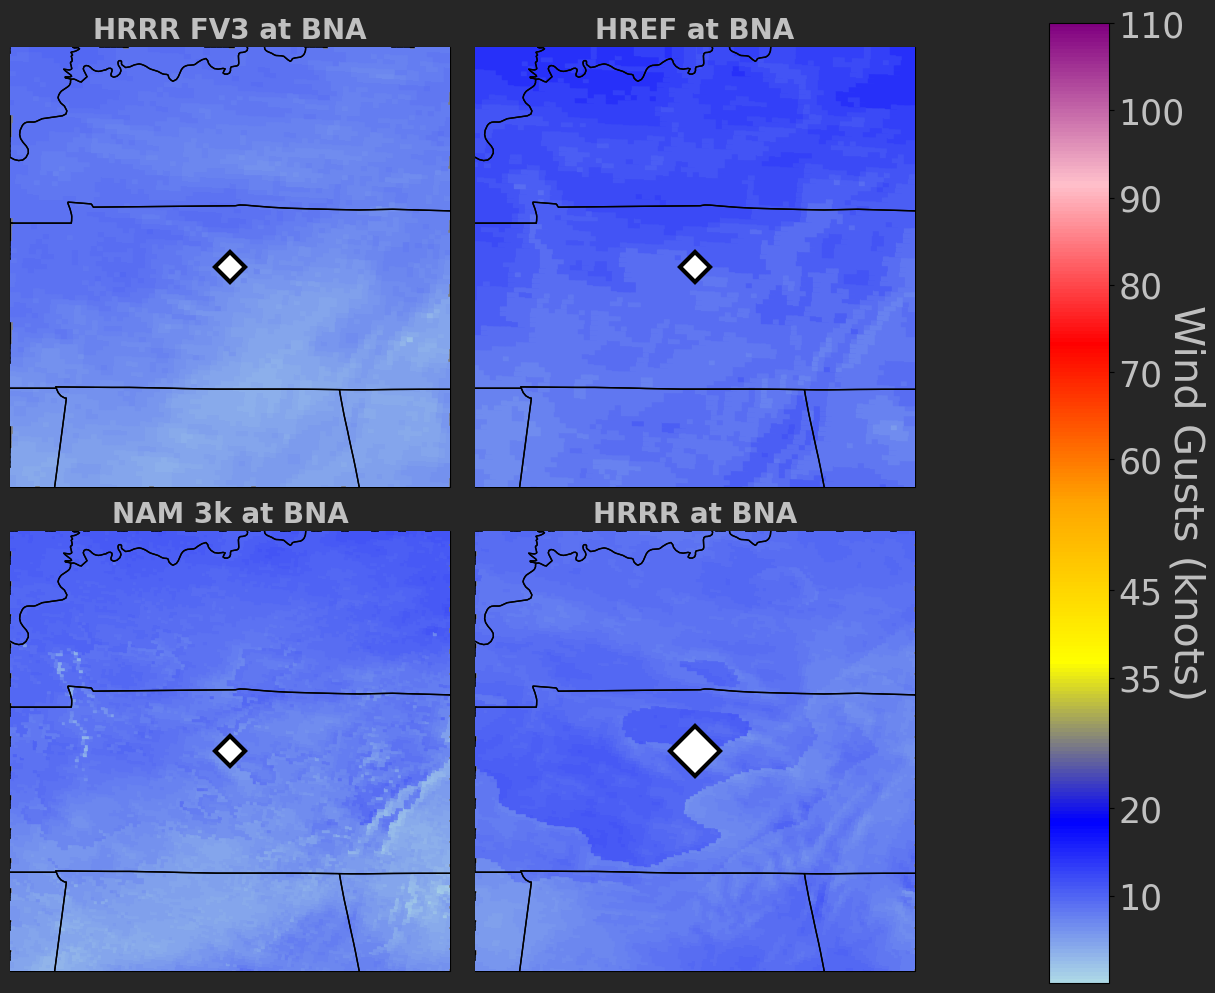 HRRR FV3 at BNA
HREF at BNA
NAM 3k at BNA
HRRR at BNA
110
100
90
80
70
60
45
35
20
10
Wind Gusts (knots)